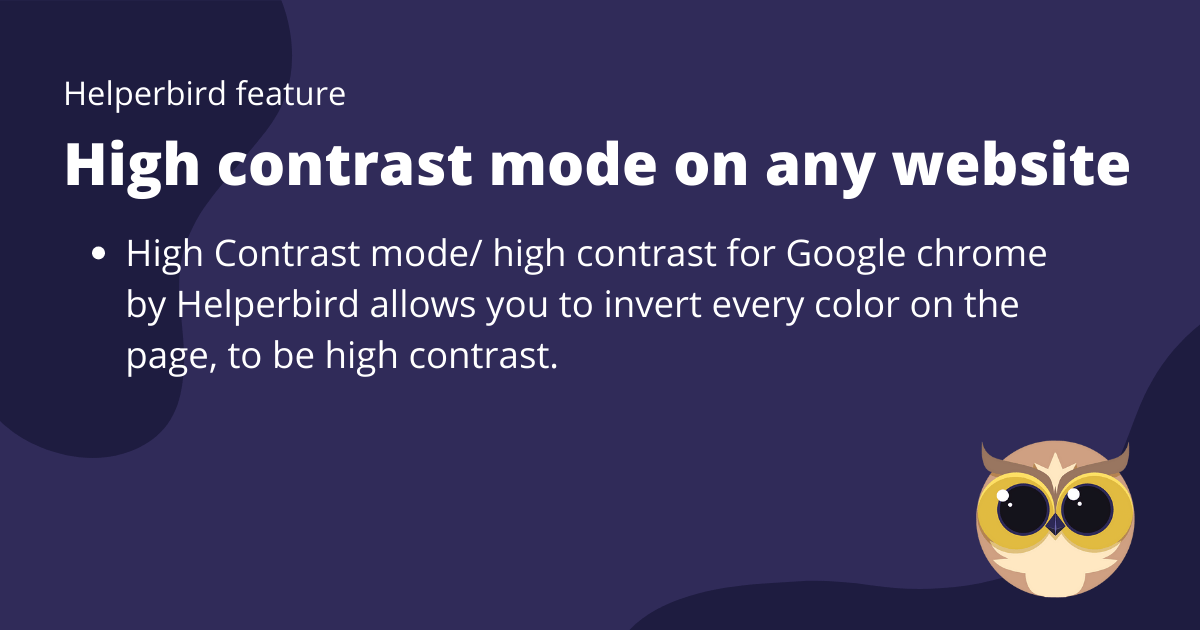 Helperbird feature
High contrast mode on any website
• High Contrast mode/ high contrast for Google chrome
by Helperbird allows you to invert every color on the
page, to be high contrast.